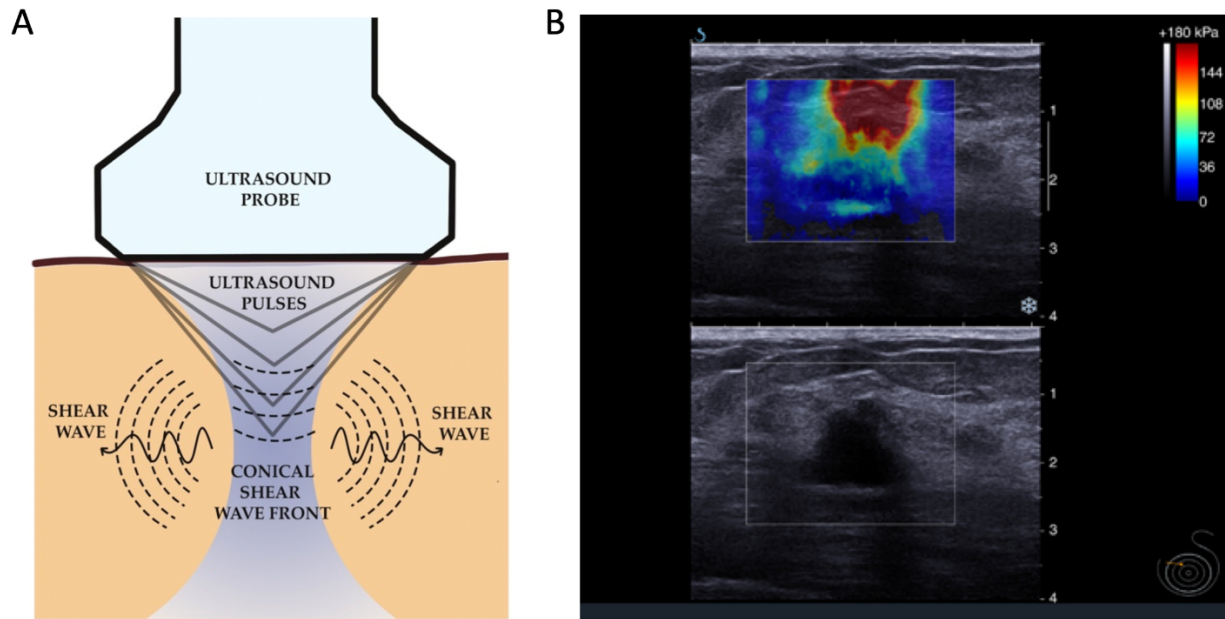 A
ULTRASOUND
PROBE
ULTRASOUND
PULSES
SHEAR
WAVE
SHEAR
WAVE
CONICAL
SHEAR
WAVE FRONT
B
+180 kPa
144
108
72
36
0
1
2
3
4
1
2
3
4